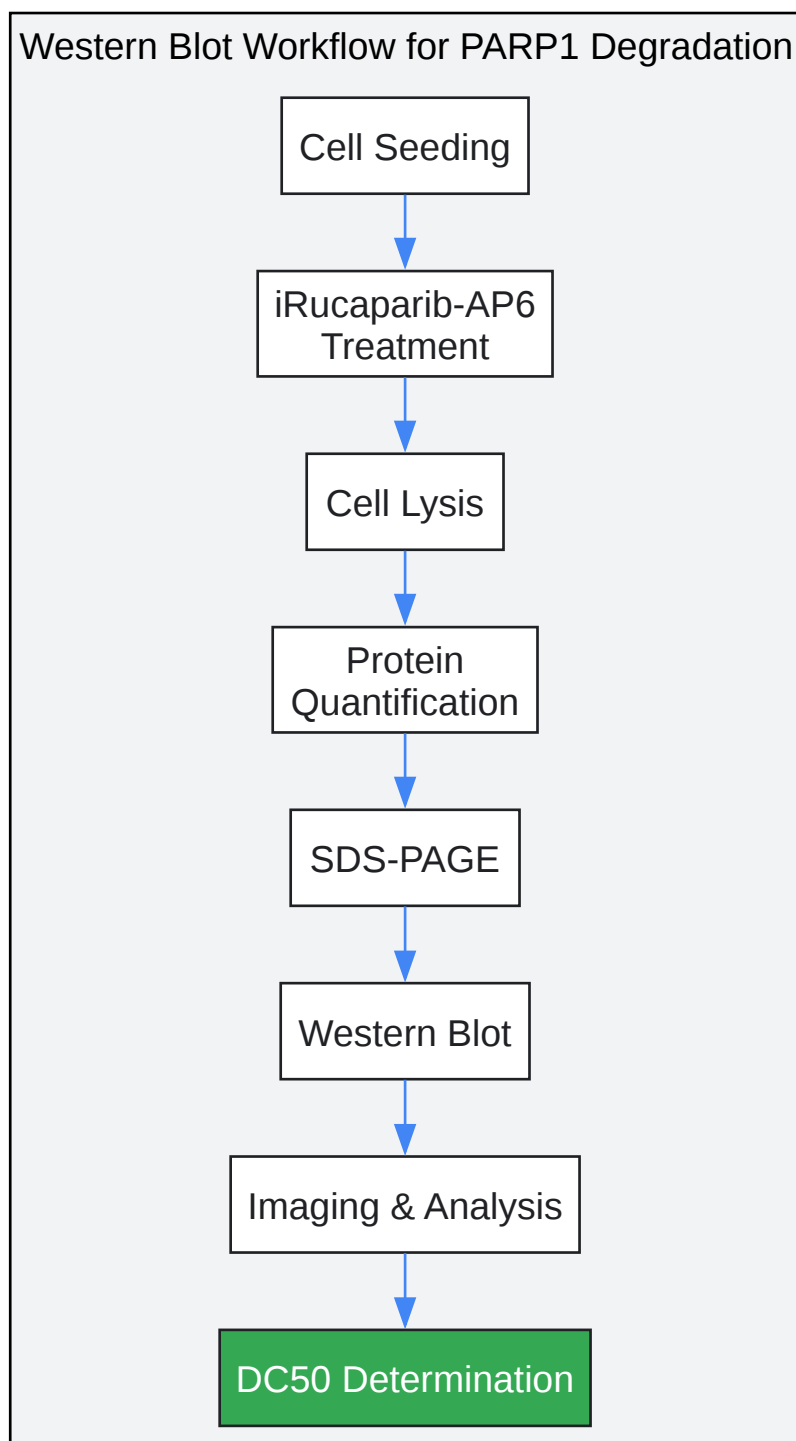 Western Blot Workflow for PARP1 Degradation
Cell Seeding
iRucaparib-AP6
Treatment
Cell Lysis
Protein
Quantification
SDS-PAGE
Western Blot
Imaging & Analysis
DC50 Determination